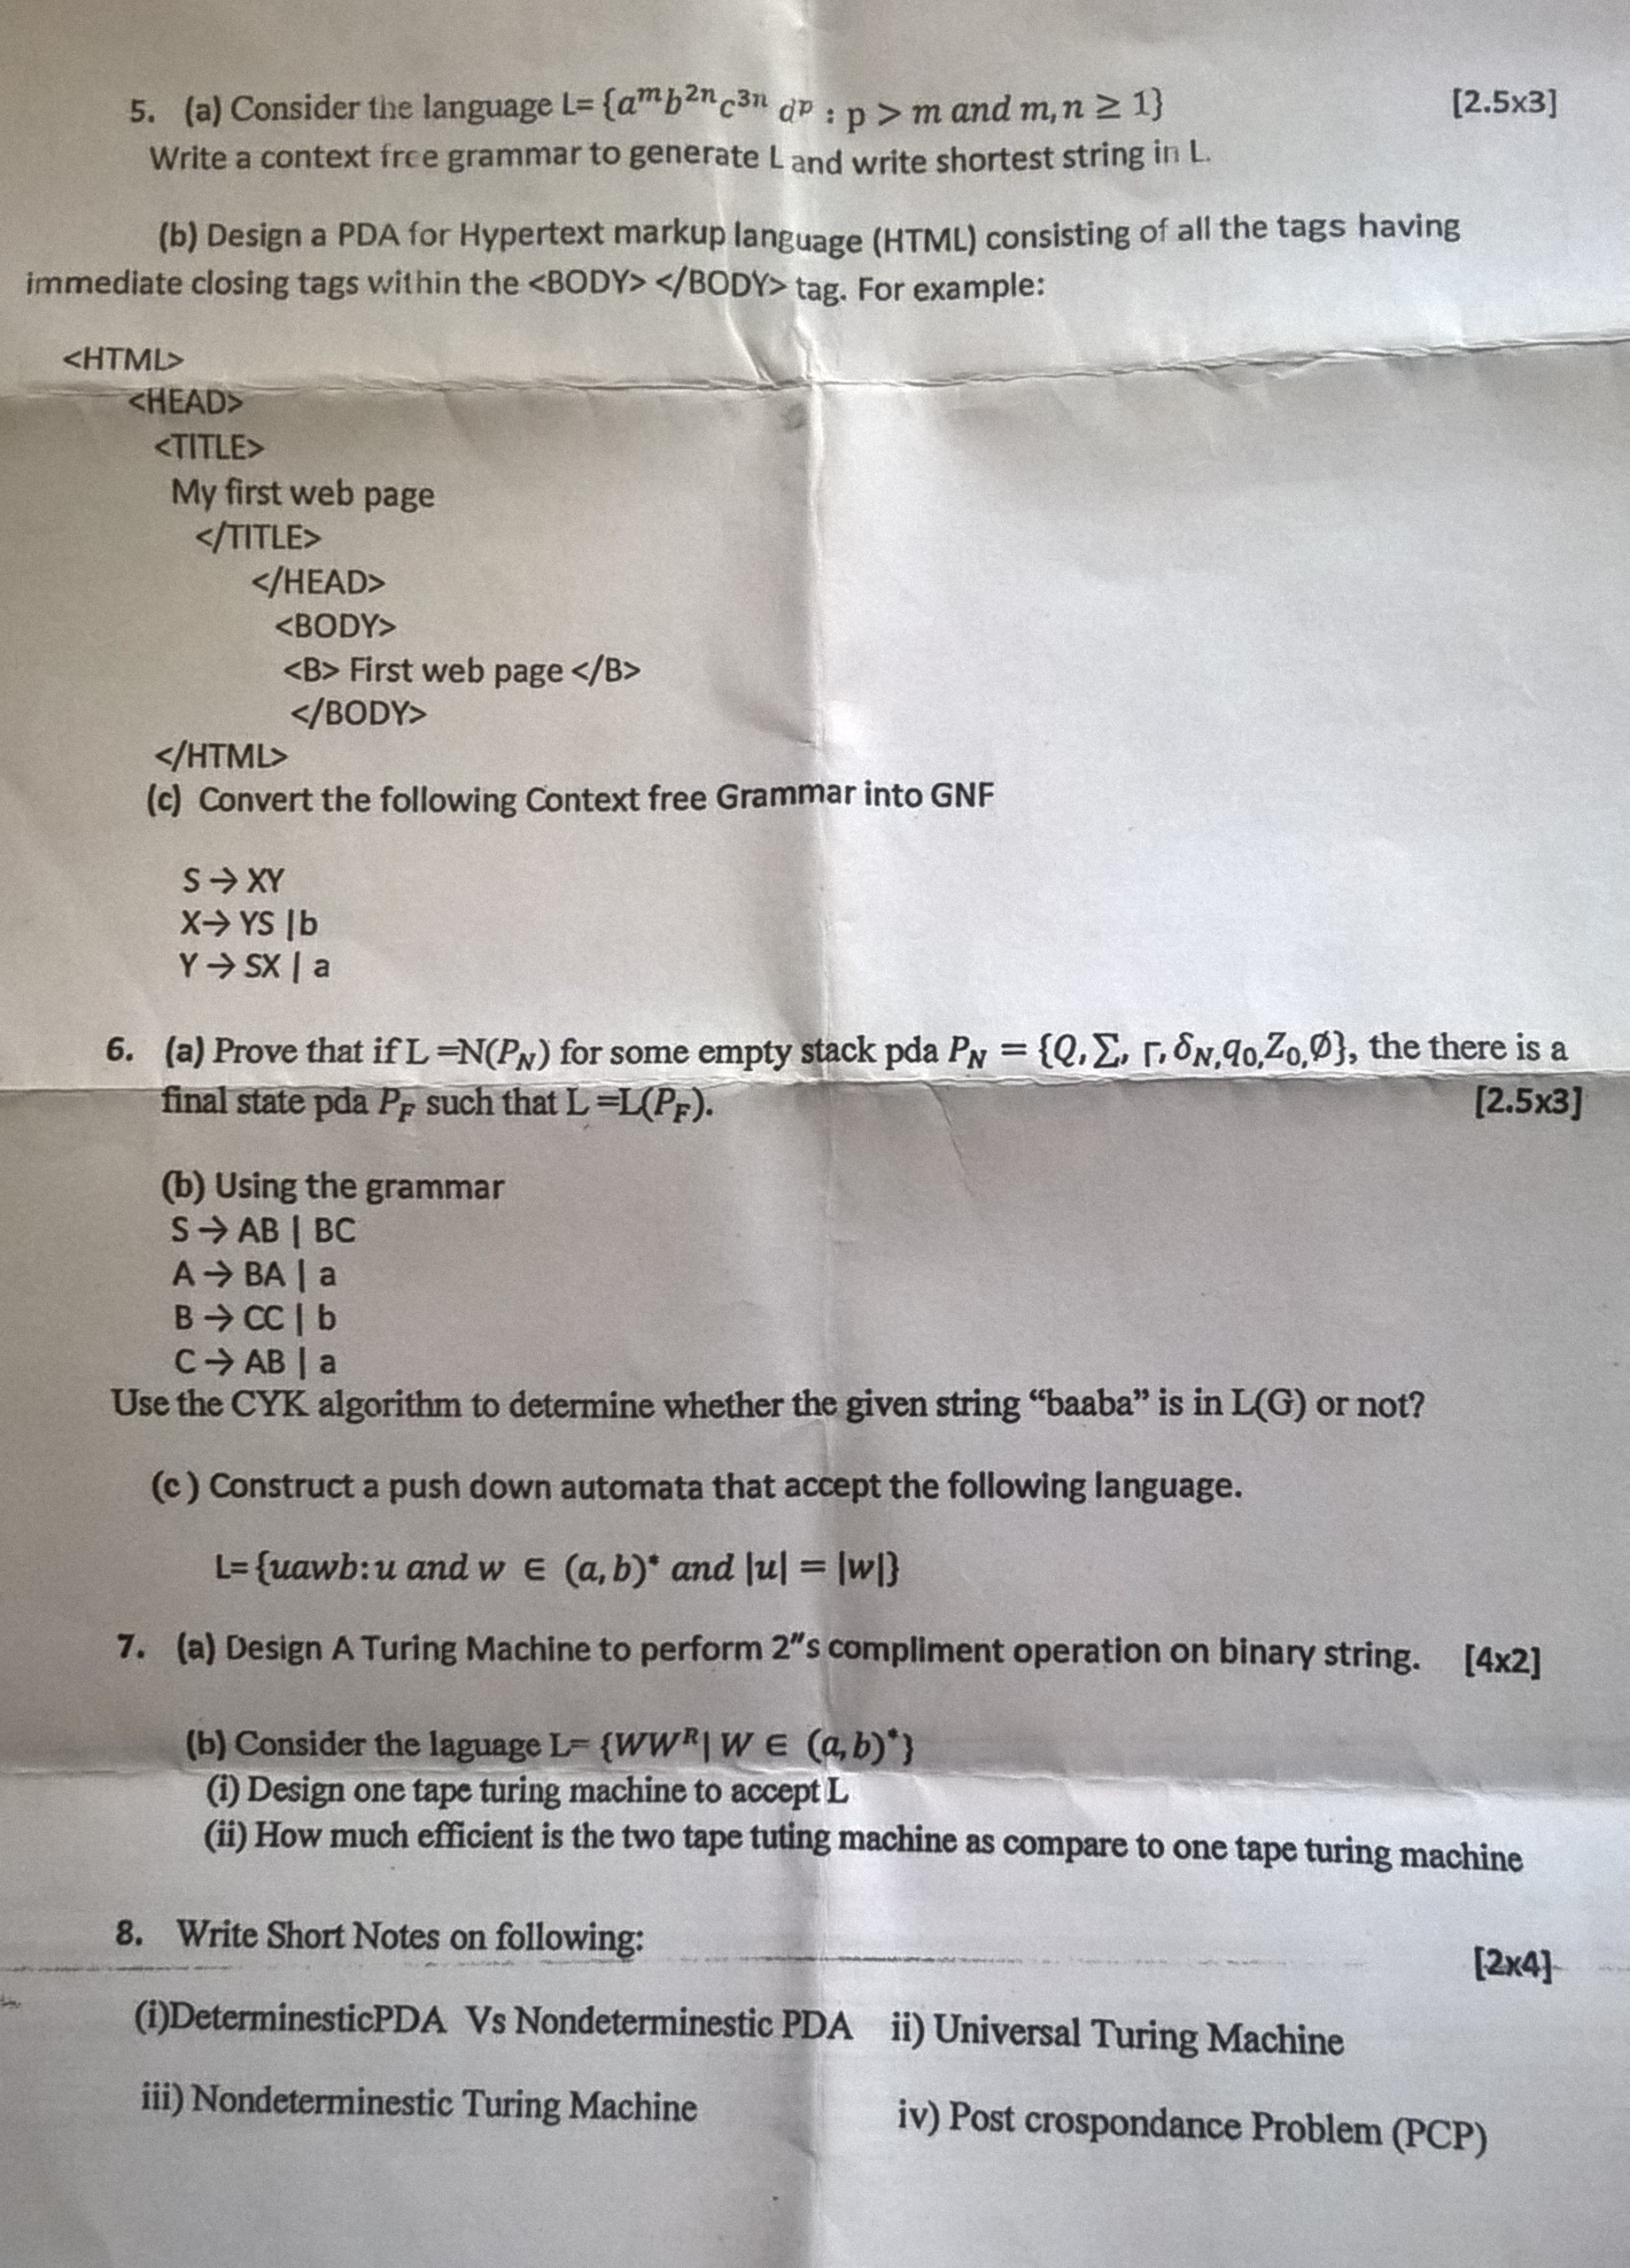 5. (a) Consider the language L= {a^m b^2n c^3n d^p : p > m and m, n ≥ 1} [2.5x3]
Write a context free grammar to generate L and write shortest string in L.
(b) Design a PDA for Hypertext markup language (HTML) consisting of all the tags having
immediate closing tags within the <BODY> </BODY> tag. For example:
<HTML>
<HEAD>
<TITLE>
My first web page
</TITLE>
</HEAD>
<BODY>
<B> First web page </B>
</BODY>
</HTML>
(c) Convert the following Context free Grammar into GNF
S → XY
X→ YS |b
Y → SX | a
6. (a) Prove that if L =N(P_N) for some empty stack pda P_N = {Q, Σ, Γ, δ_N, q_0, Z_0, Ø}, the there is a
final state pda P_F such that L =L(P_F). [2.5x3]
(b) Using the grammar
S → AB | BC
A → BA | a
B → CC | b
C → AB | a
Use the CYK algorithm to determine whether the given string “baaba” is in L(G) or not?
(c ) Construct a push down automata that accept the following language.
L= {uawb: u and w ∈ (a, b)* and |u| = |w|}
7. (a) Design A Turing Machine to perform 2"s compliment operation on binary string. [4x2]
(b) Consider the laguage L= {WW^R| W ∈ (a, b)*}
(i) Design one tape turing machine to accept L
(ii) How much efficient is the two tape tuting machine as compare to one tape turing machine
8. Write Short Notes on following: [2x4]
(i)DeterminesticPDA Vs Nondeterminestic PDA ii) Universal Turing Machine
iii) Nondeterminestic Turing Machine iv) Post crospondance Problem (PCP)